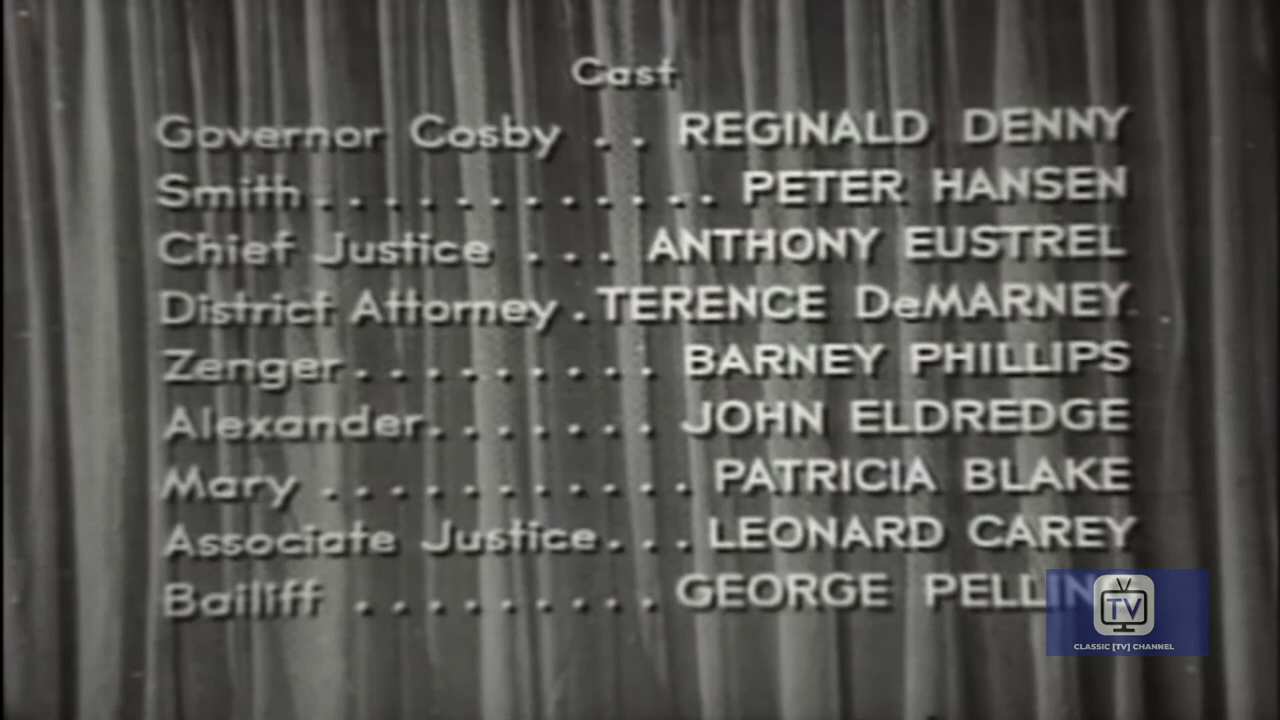 Cast
Governor Cosby . . REGINALD DENNY
Smith . . . . . . . . . . . . PETER HANSEN
Chief Justice . . . ANTHONY EUSTREL
District Attorney . TERENCE DeMARNEY
Zenger . . . . . . . . . BARNEY PHILLIPS
Alexander . . . . . . . JOHN ELDREDGE
Mary . . . . . . . . . . . PATRICIA BLAKE
Associate Justice . . . LEONARD CAREY
Bailiff . . . . . . . . . GEORGE
TV
CLASSIC [TV] CHANNEL